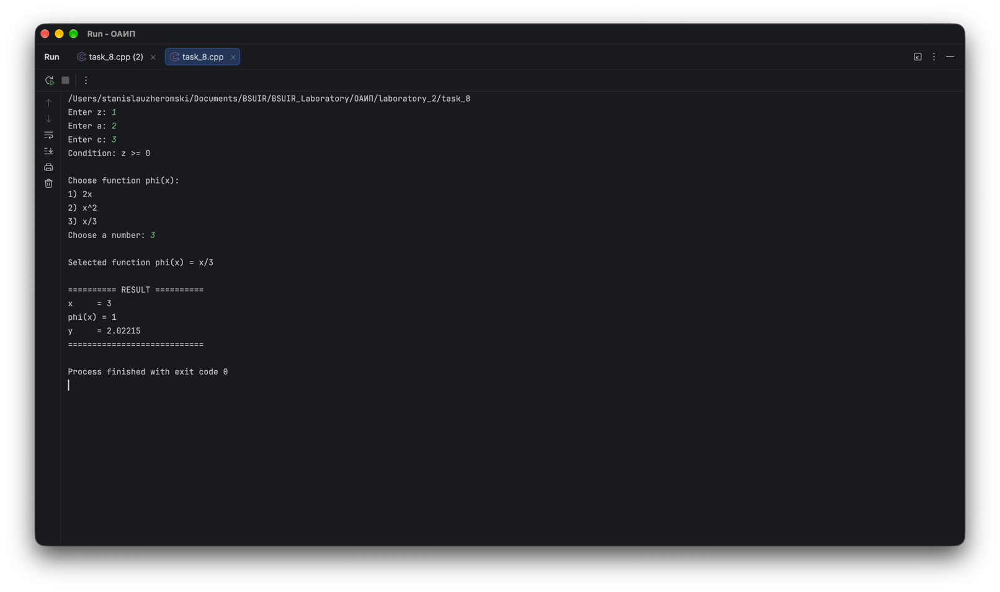 Run - ОАИП
Run task_8.cpp (2) task_8.cpp
/Users/stanislauzheromski/Documents/BSUIR/BSUIR_Laboratory/ОАИП/laboratory_2/task_8
Enter z: 1
Enter a: 2
Enter c: 3
Condition: z >= 0
Choose function phi(x):
1) 2x
2) x^2
3) x/3
Choose a number: 3
Selected function phi(x) = x/3
========== RESULT ==========
x     = 3
phi(x) = 1
y     = 2.02215
============================
Process finished with exit code 0